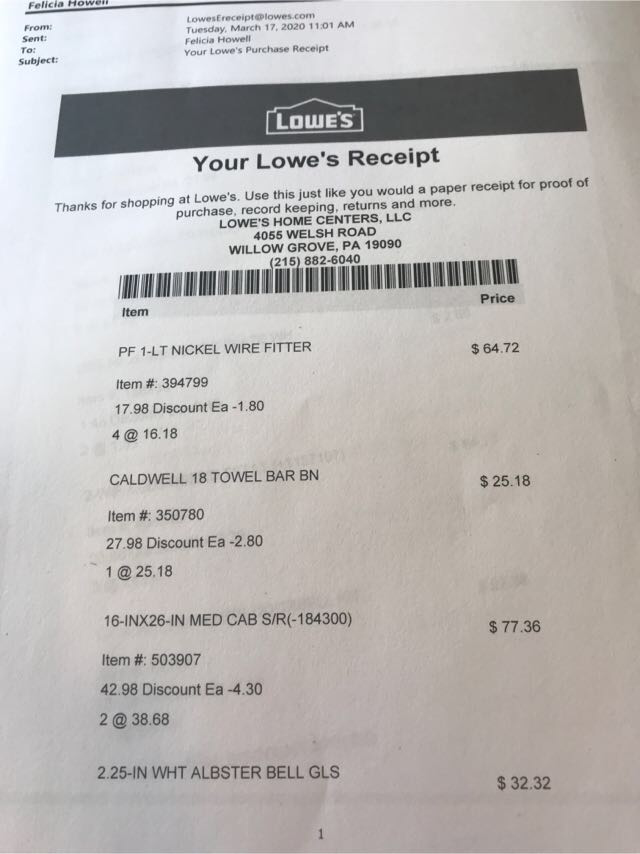 Felicia Howell
From: LowesEreceipt@lowes.com
Sent: Tuesday, March 17, 2020 11:01 AM
To: Felicia Howell
Subject: Your Lowe's Purchase Receipt
LOWE'S
Your Lowe's Receipt
Thanks for shopping at Lowe's. Use this just like you would a paper receipt for proof of
purchase, record keeping, returns and more.
LOWE'S HOME CENTERS, LLC
4055 WELSH ROAD
WILLOW GROVE, PA 19090
(215) 882-6040
Item Price
PF 1-LT NICKEL WIRE FITTER $ 64.72
Item #: 394799
17.98 Discount Ea -1.80
4 @ 16.18
CALDWELL 18 TOWEL BAR BN $ 25.18
Item #: 350780
27.98 Discount Ea -2.80
1 @ 25.18
16-INX26-IN MED CAB S/R(-184300) $ 77.36
Item #: 503907
42.98 Discount Ea -4.30
2 @ 38.68
2.25-IN WHT ALBSTER BELL GLS $ 32.32
1